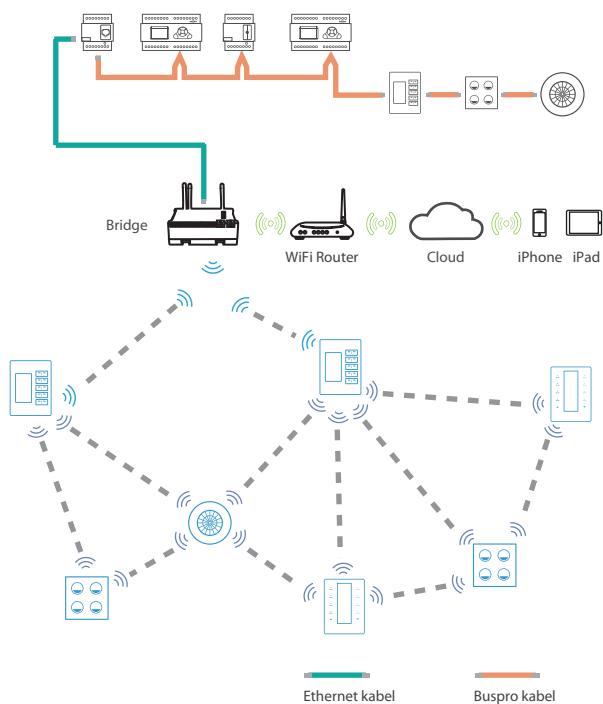 Bridge
WiFi Router
Cloud
iPhone
iPad
Ethernet kabel
Buspro kabel